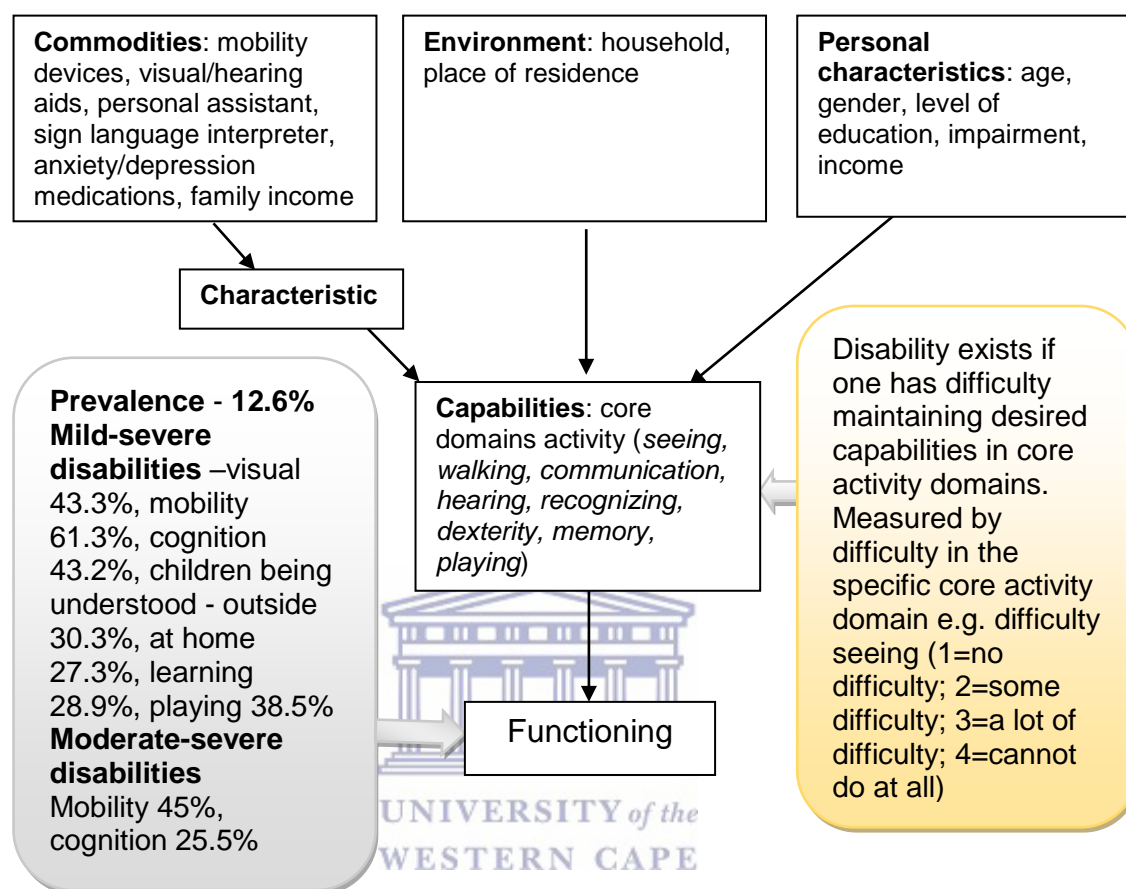 Commodities: mobility
devices, visual/hearing
aids, personal assistant,
sign language interpreter,
anxiety/depression
medications, family income
Environment: household,
place of residence
Personal
characteristics: age,
gender, level of
education, impairment,
income
Characteristic
Prevalence - 12.6%
Mild-severe
disabilities –visual
43.3%, mobility
61.3%, cognition
43.2%, children being
understood - outside
30.3%, at home
27.3%, learning
28.9%, playing 38.5%
Moderate-severe
disabilities
Mobility 45%,
cognition 25.5%
Capabilities: core
domains activity (seeing,
walking, communication,
hearing, recognizing,
dexterity, memory,
playing)
Disability exists if
one has difficulty
maintaining desired
capabilities in core
activity domains.
Measured by
difficulty in the
specific core activity
domain e.g. difficulty
seeing (1=no
difficulty; 2=some
difficulty; 3=a lot of
difficulty; 4=cannot
do at all)
Functioning
UNIVERSITY of the
WESTERN CAPE